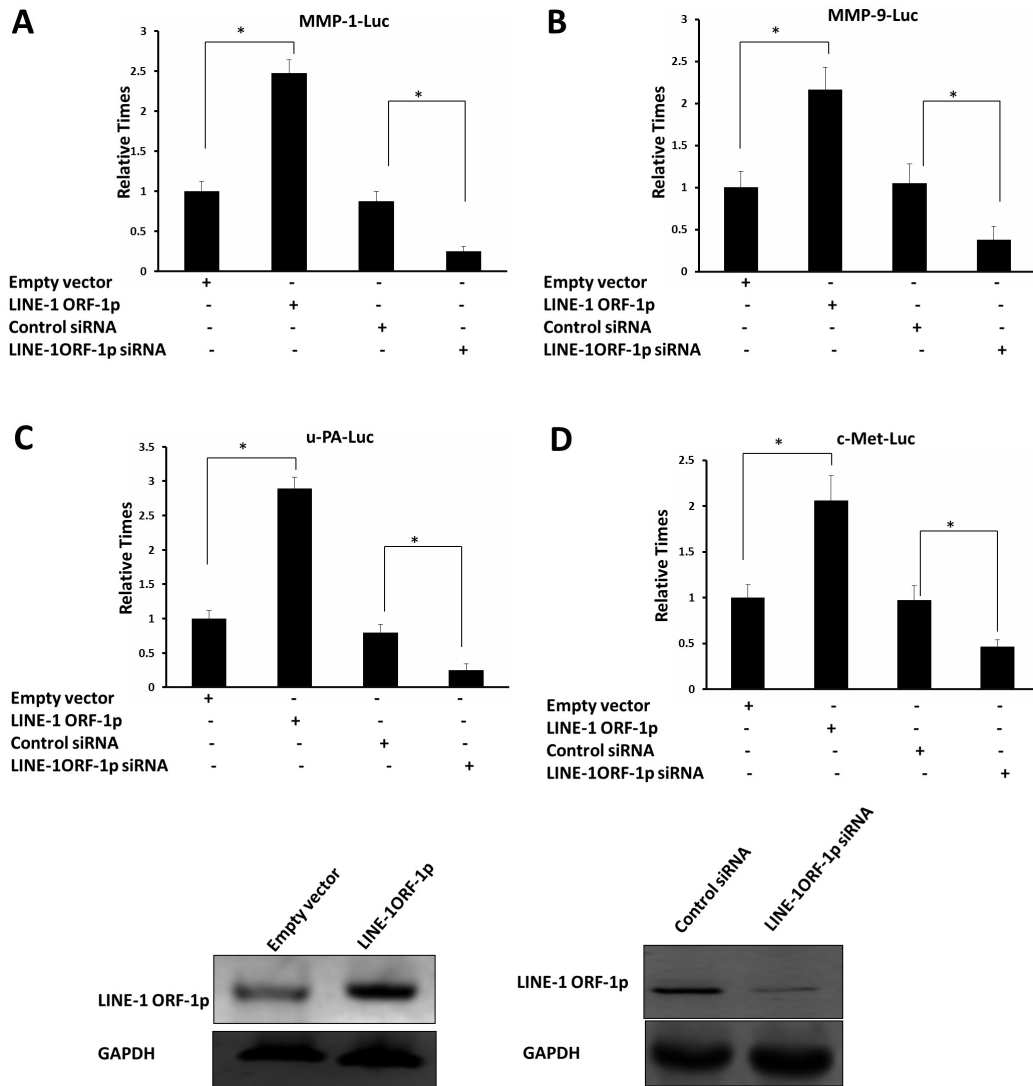 A
MMP-1-Luc
Relative Times
3
2.5
2
1.5
1
0.5
0
*
*
Empty vector + - - -
LINE-1 ORF-1p - + - -
Control siRNA - - + -
LINE-1ORF-1p siRNA - - - +
B
MMP-9-Luc
Relative Times
3
2.5
2
1.5
1
0.5
0
*
*
Empty vector + - - -
LINE-1 ORF-1p - + - -
Control siRNA - - + -
LINE-1ORF-1p siRNA - - - +
C
u-PA-Luc
Relative Times
3.5
3
2.5
2
1.5
1
0.5
0
*
*
Empty vector + - - -
LINE-1 ORF-1p - + - -
Control siRNA - - + -
LINE-1ORF-1p siRNA - - - +
D
c-Met-Luc
Relative Times
2.5
2
1.5
1
0.5
0
*
*
Empty vector + - - -
LINE-1 ORF-1p - + - -
Control siRNA - - + -
LINE-1ORF-1p siRNA - - - +
Empty vector
LINE-1ORF-1p
LINE-1 ORF-1p
GAPDH
Control siRNA
LINE-1ORF-1p siRNA
LINE-1 ORF-1p
GAPDH